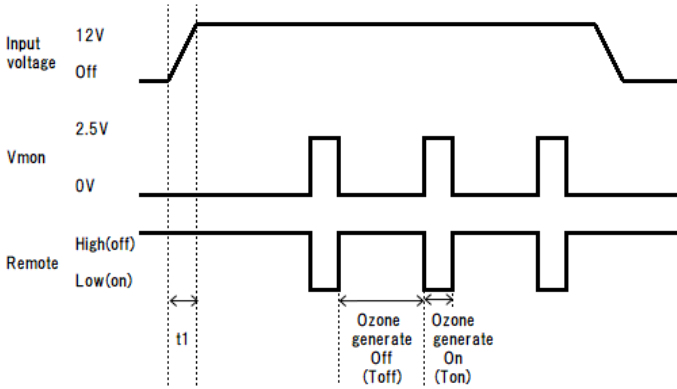 Input
voltage
12V
Off
Vmon
2.5V
0V
Remote
High(off)
Low(on)
t1
Ozone
generate
Off
(Toff)
Ozone
generate
On
(Ton)